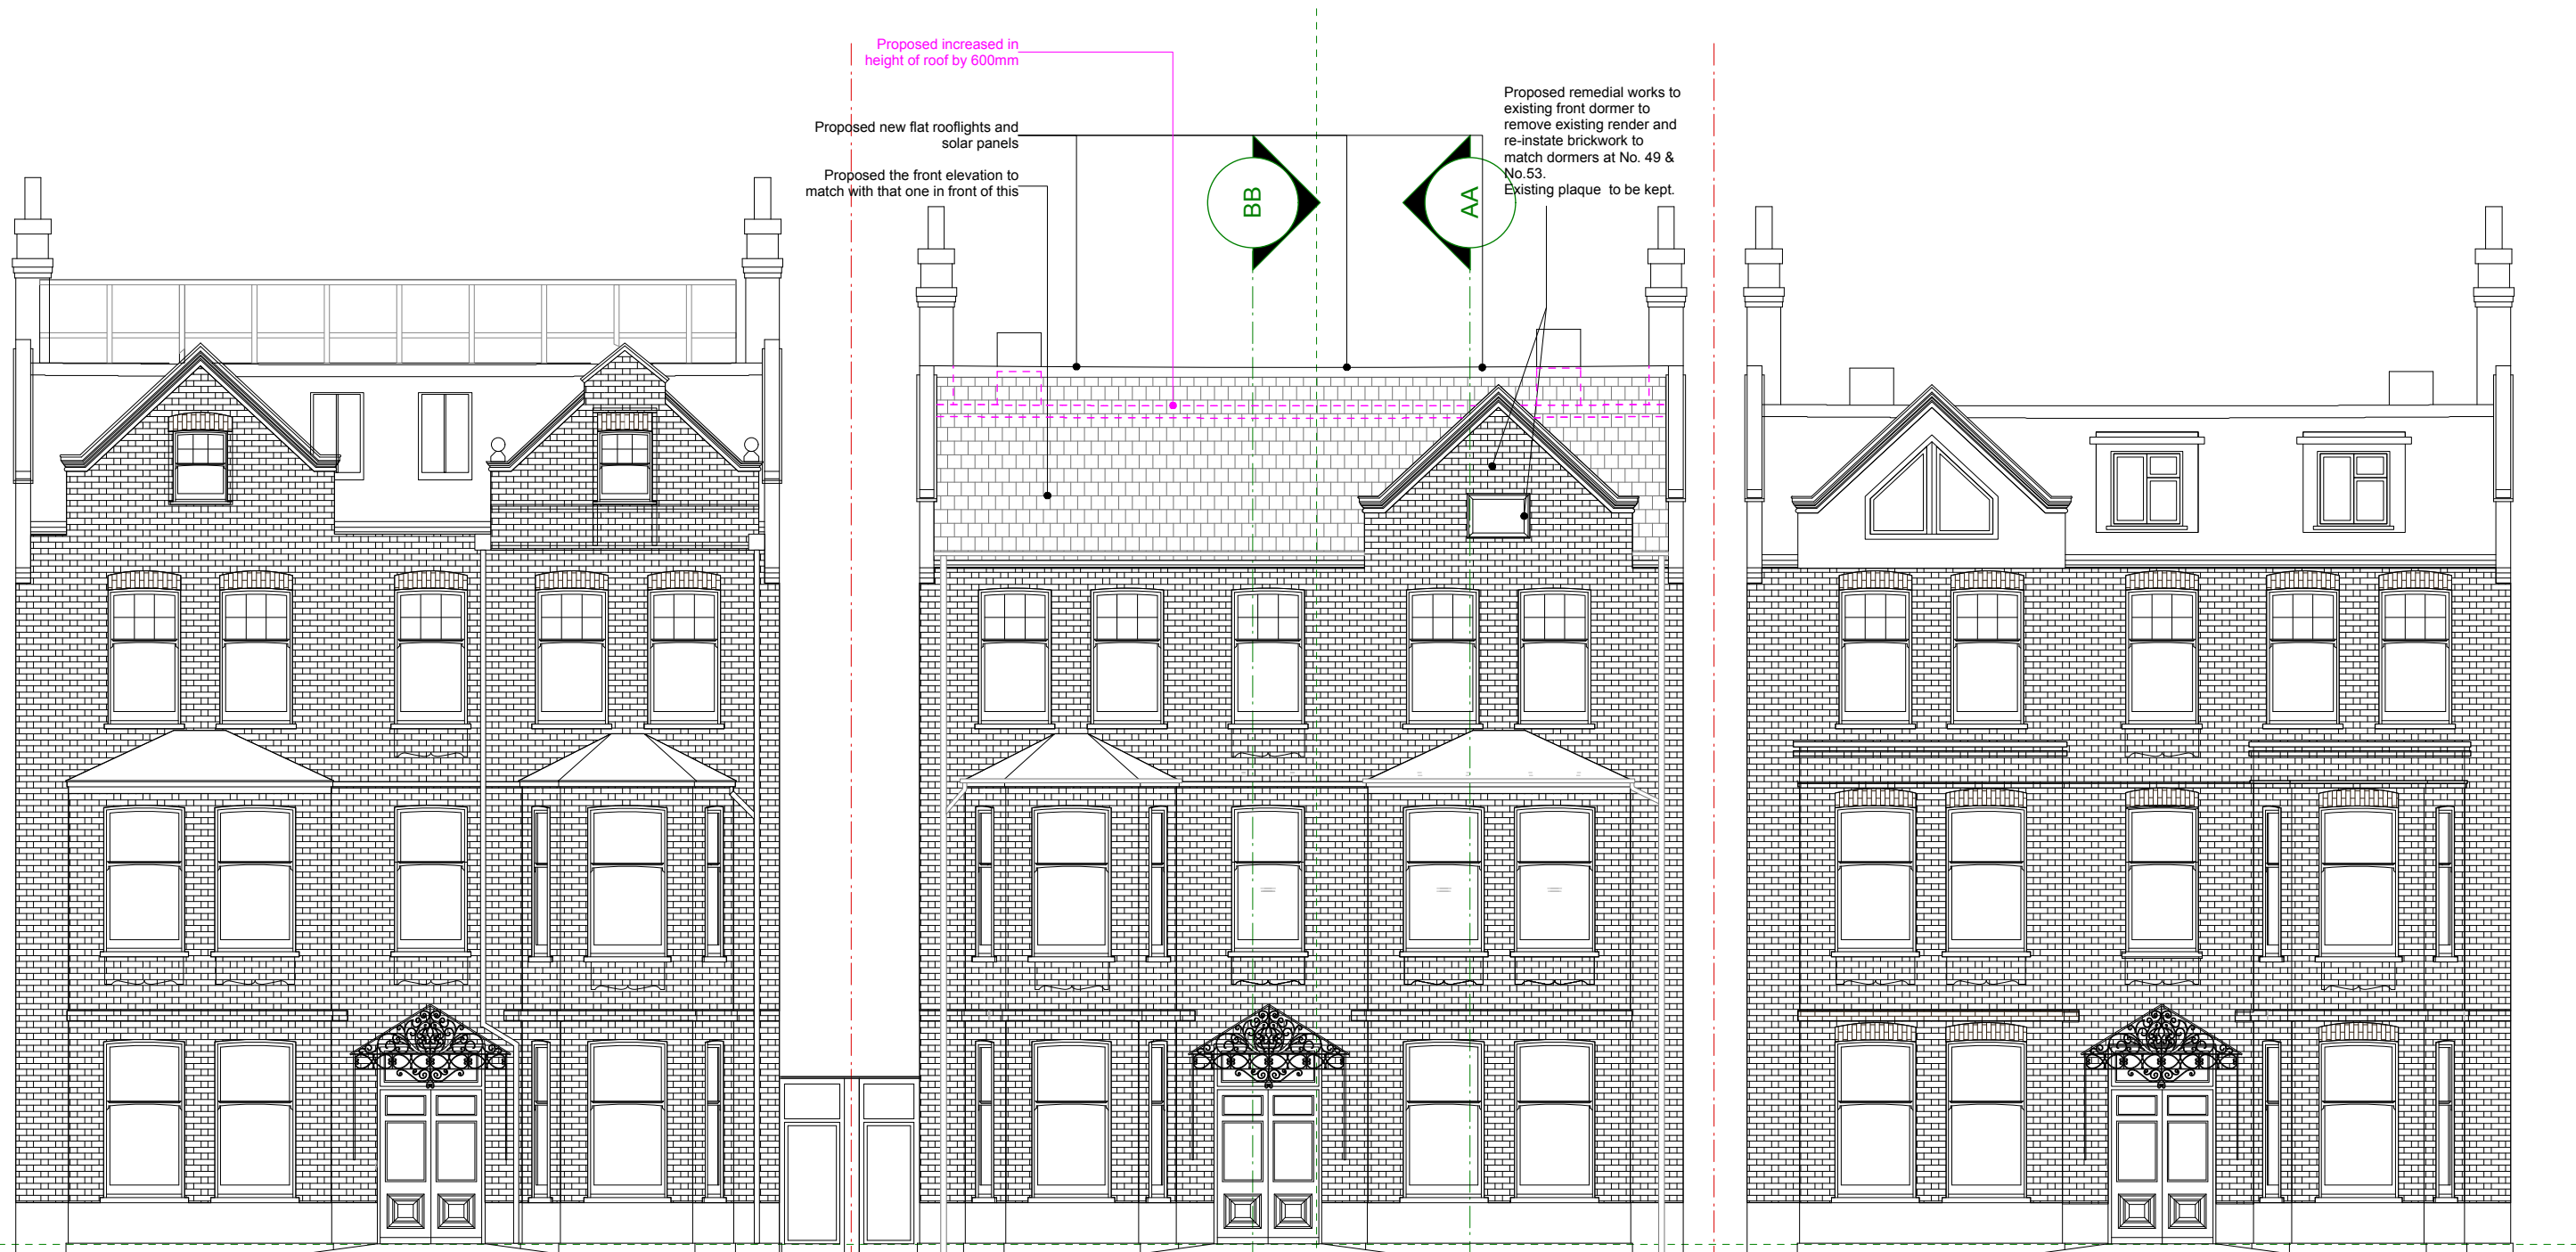 Proposed increased in
height of roof by 600mm
Proposed new flat rooflights and
solar panels
Proposed the front elevation to
match with that one in front of this
BB
AA
Proposed remedial works to
existing front dormer to
remove existing render and
re-instate brickwork to
match dormers at No. 49 &
No.53.
Existing plaque to be kept.